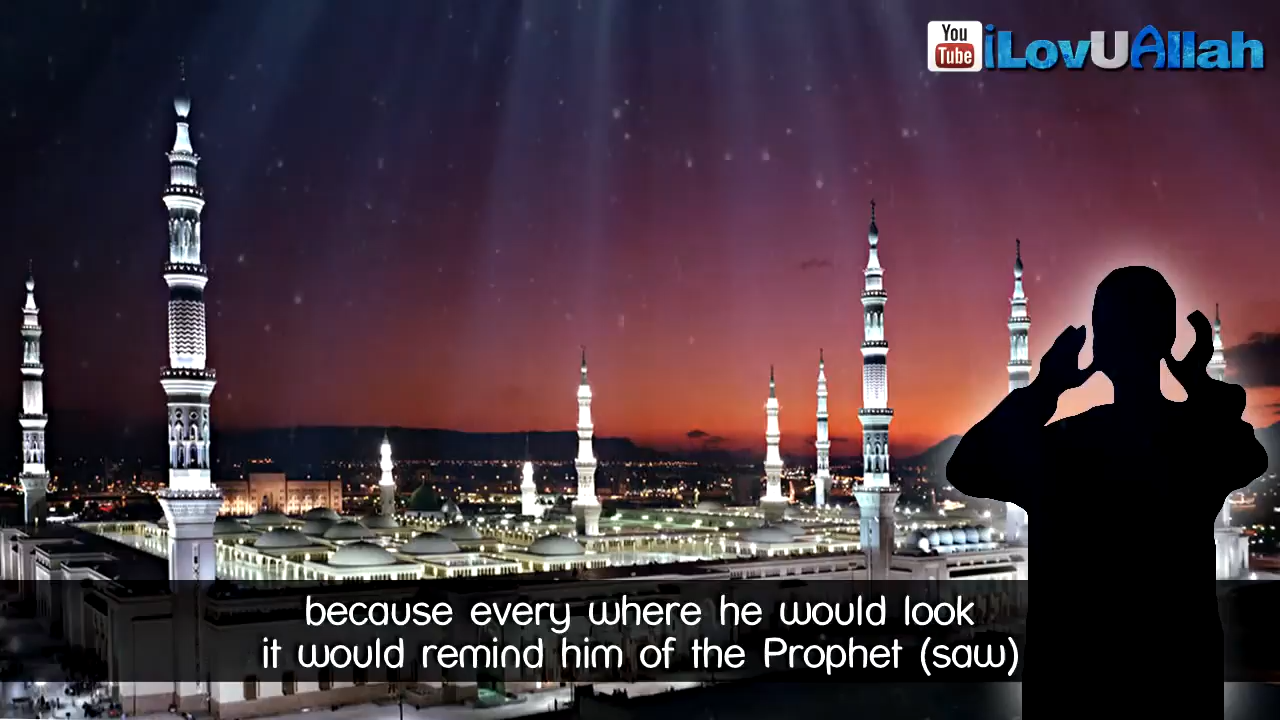 You
Tube
iLovUAllah
because every where he would look
it would remind him of the Prophet (saw)